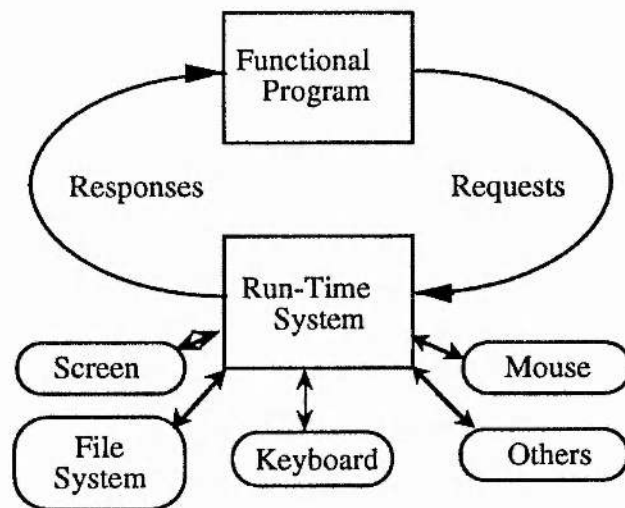 Functional
Program
Responses
Requests
Run-Time
System
Screen
Mouse
File
System
Keyboard
Others